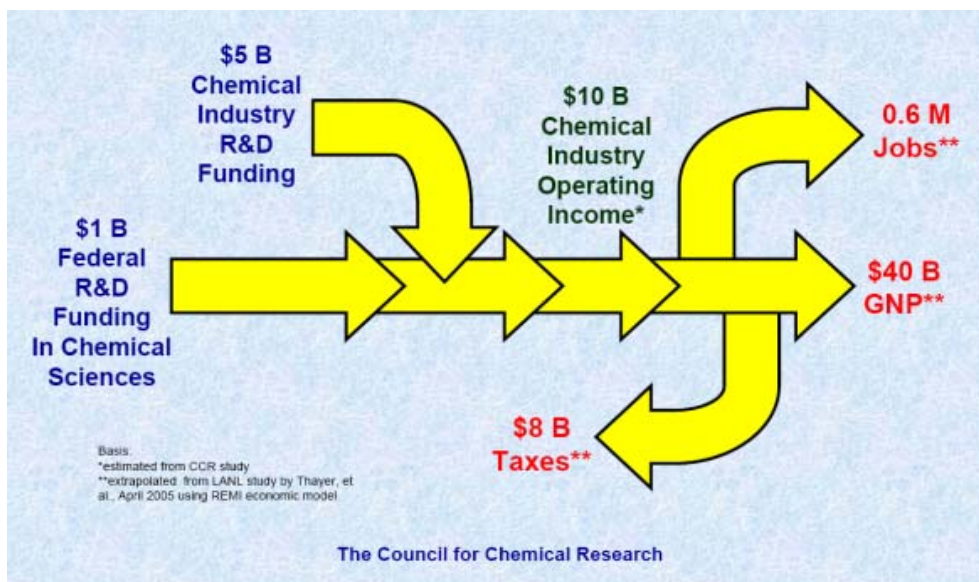 $5 B
Chemical
Industry
R&D
Funding
$10 B
Chemical
Industry
Operating
Income*
0.6 M
Jobs**
$1 B
Federal
R&D
Funding
In Chemical
Sciences
$40 B
GNP**
$8 B
Taxes**
Basis:
*estimated from CCR study
**extrapolated from LANL study by Thayer, et
al., April 2005 using REMI economic model
The Council for Chemical Research